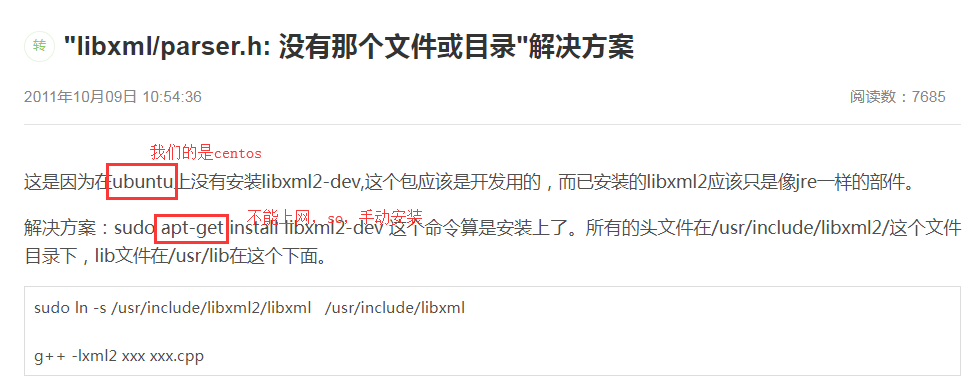 转 "libxml/parser.h: 没有那个文件或目录"解决方案
2011年10月09日 10:54:36 阅读数：7685
我们的是centos
这是因为在ubuntu上没有安装libxml2-dev,这个包应该是开发用的，而已安装的libxml2应该只是像jre一样的部件。
不能上网，so，手动安装
解决方案：sudo apt-get install libxml2-dev 这个命令算是安装上了。所有的头文件在/usr/include/libxml2/这个文件
目录下，lib文件在/usr/lib在这个下面。
sudo ln -s /usr/include/libxml2/libxml /usr/include/libxml
g++ -lxml2 xxx xxx.cpp